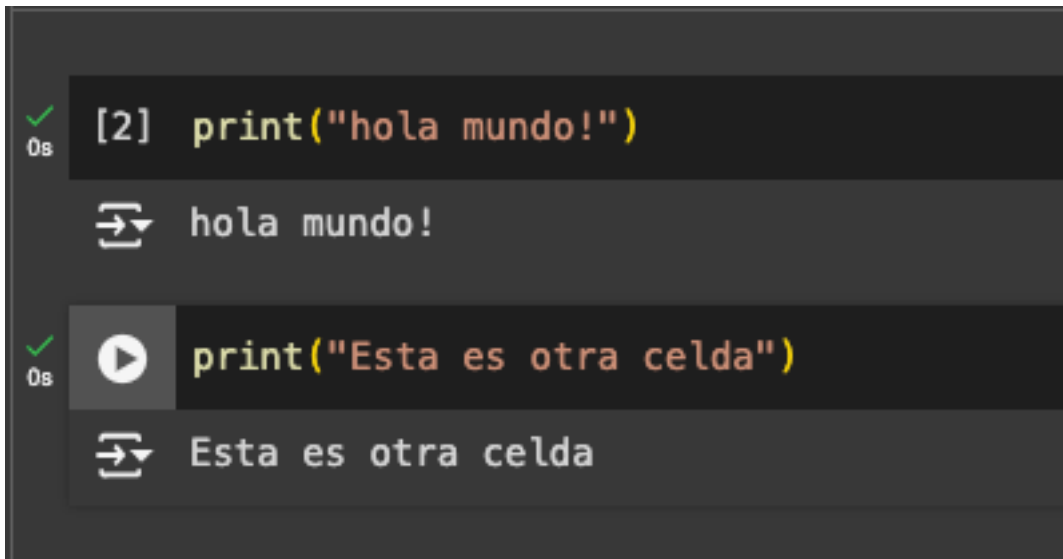 [2] print("hola mundo!")
0s
hola mundo!
print("Esta es otra celda")
0s
Esta es otra celda